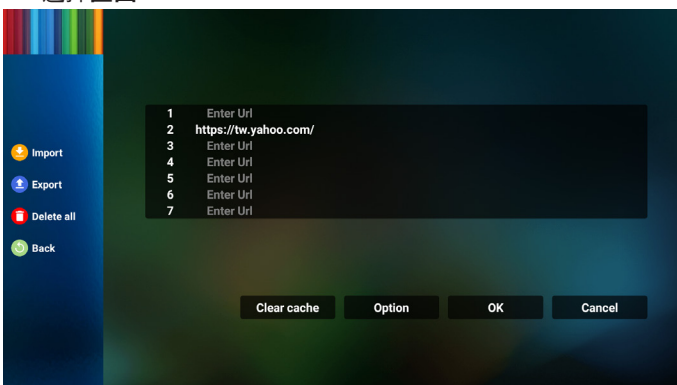 Import
Export
Delete all
Back
1 Enter Url
2 https://tw.yahoo.com/
3 Enter Url
4 Enter Url
5 Enter Url
6 Enter Url
7 Enter Url
Clear cache Option OK Cancel